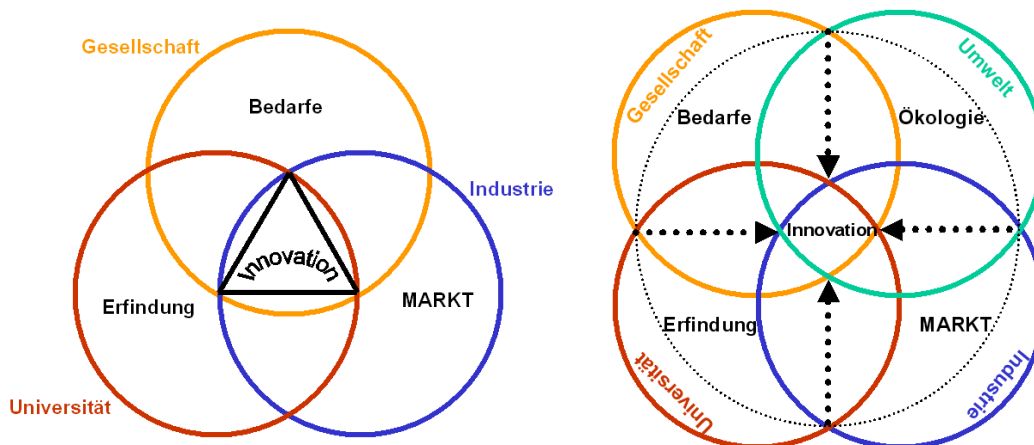 Gesellschaft
Bedarfe
Industrie
Innovation
Erfindung
MARKT
Universität
Gesellschaft
Umwelt
Bedarfe
Ökologie
Innovation
Erfindung
MARKT
Universität
Industrie